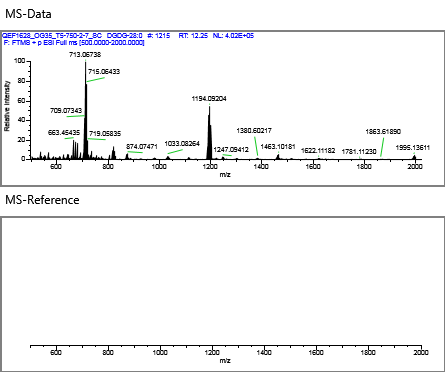 MS-Data
QEF1628_OG35_T5-750-2-7_BC DGDG-28:0 #: 1215 RT: 12.25 NL: 4.02E+05
F: FTMS + p ESI Full ms [500.0000-2000.0000]
713.06738
100
715.06433
80
1194.09204
60
709.07343
40
663.45435
719.05835
1380.60217
1863.61890
20
874.07471
1033.08264
1247.09412
1463.10181
1622.11182
1781.11230
1995.13611
0
Relative Intensity
600 800 1000 1200 1400 1600 1800 2000
m/z
MS-Reference
600 800 1000 1200 1400 1600 1800 2000
m/z